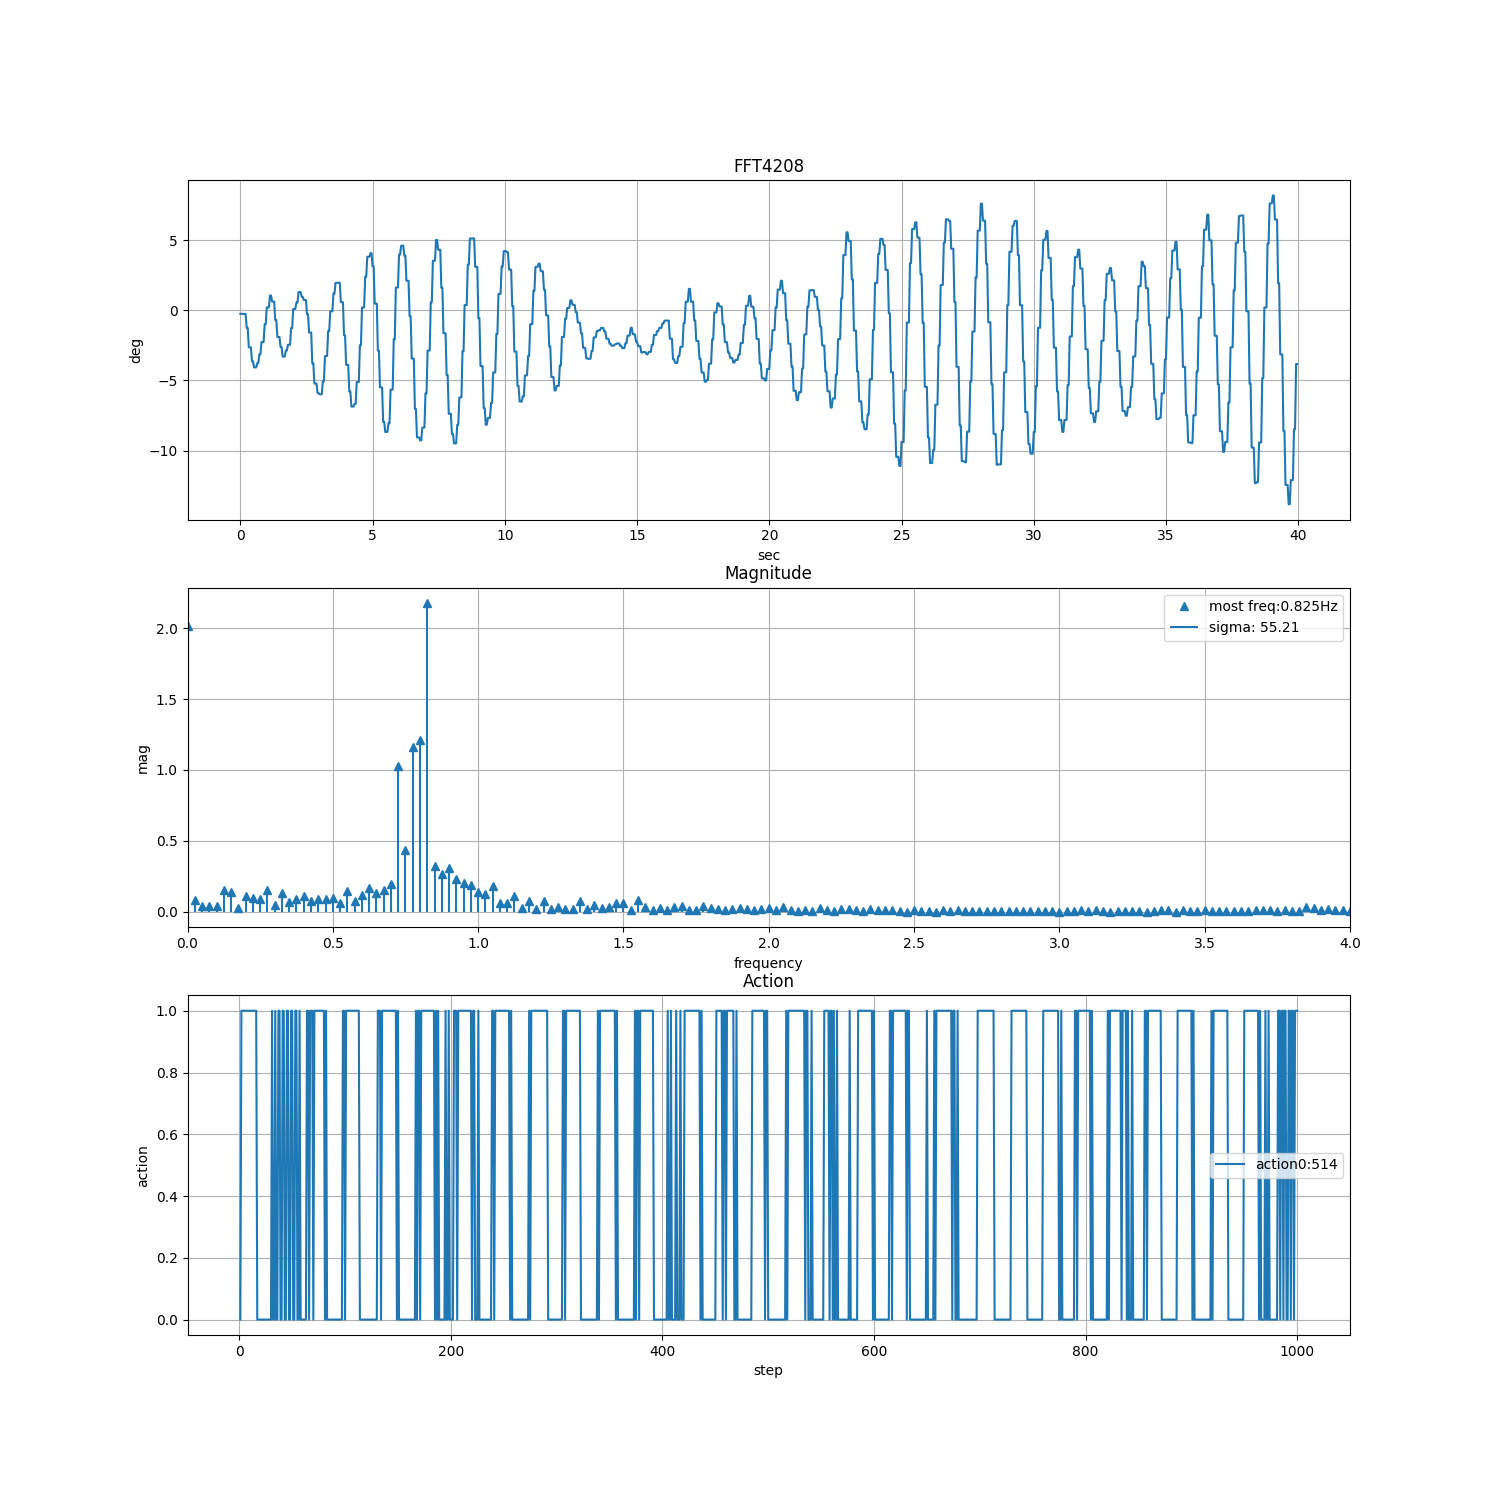 FFT4208
5
0
−5
−10
deg
0 5 10 15 20 25 30 35 40
sec
Magnitude
2.0
1.5
1.0
0.5
0.0
mag
most freq:0.825Hz
sigma: 55.21
0.0 0.5 1.0 1.5 2.0 2.5 3.0 3.5 4.0
frequency
Action
1.0
0.8
0.6
0.4
0.2
0.0
action
action0:514
0 200 400 600 800 1000
step